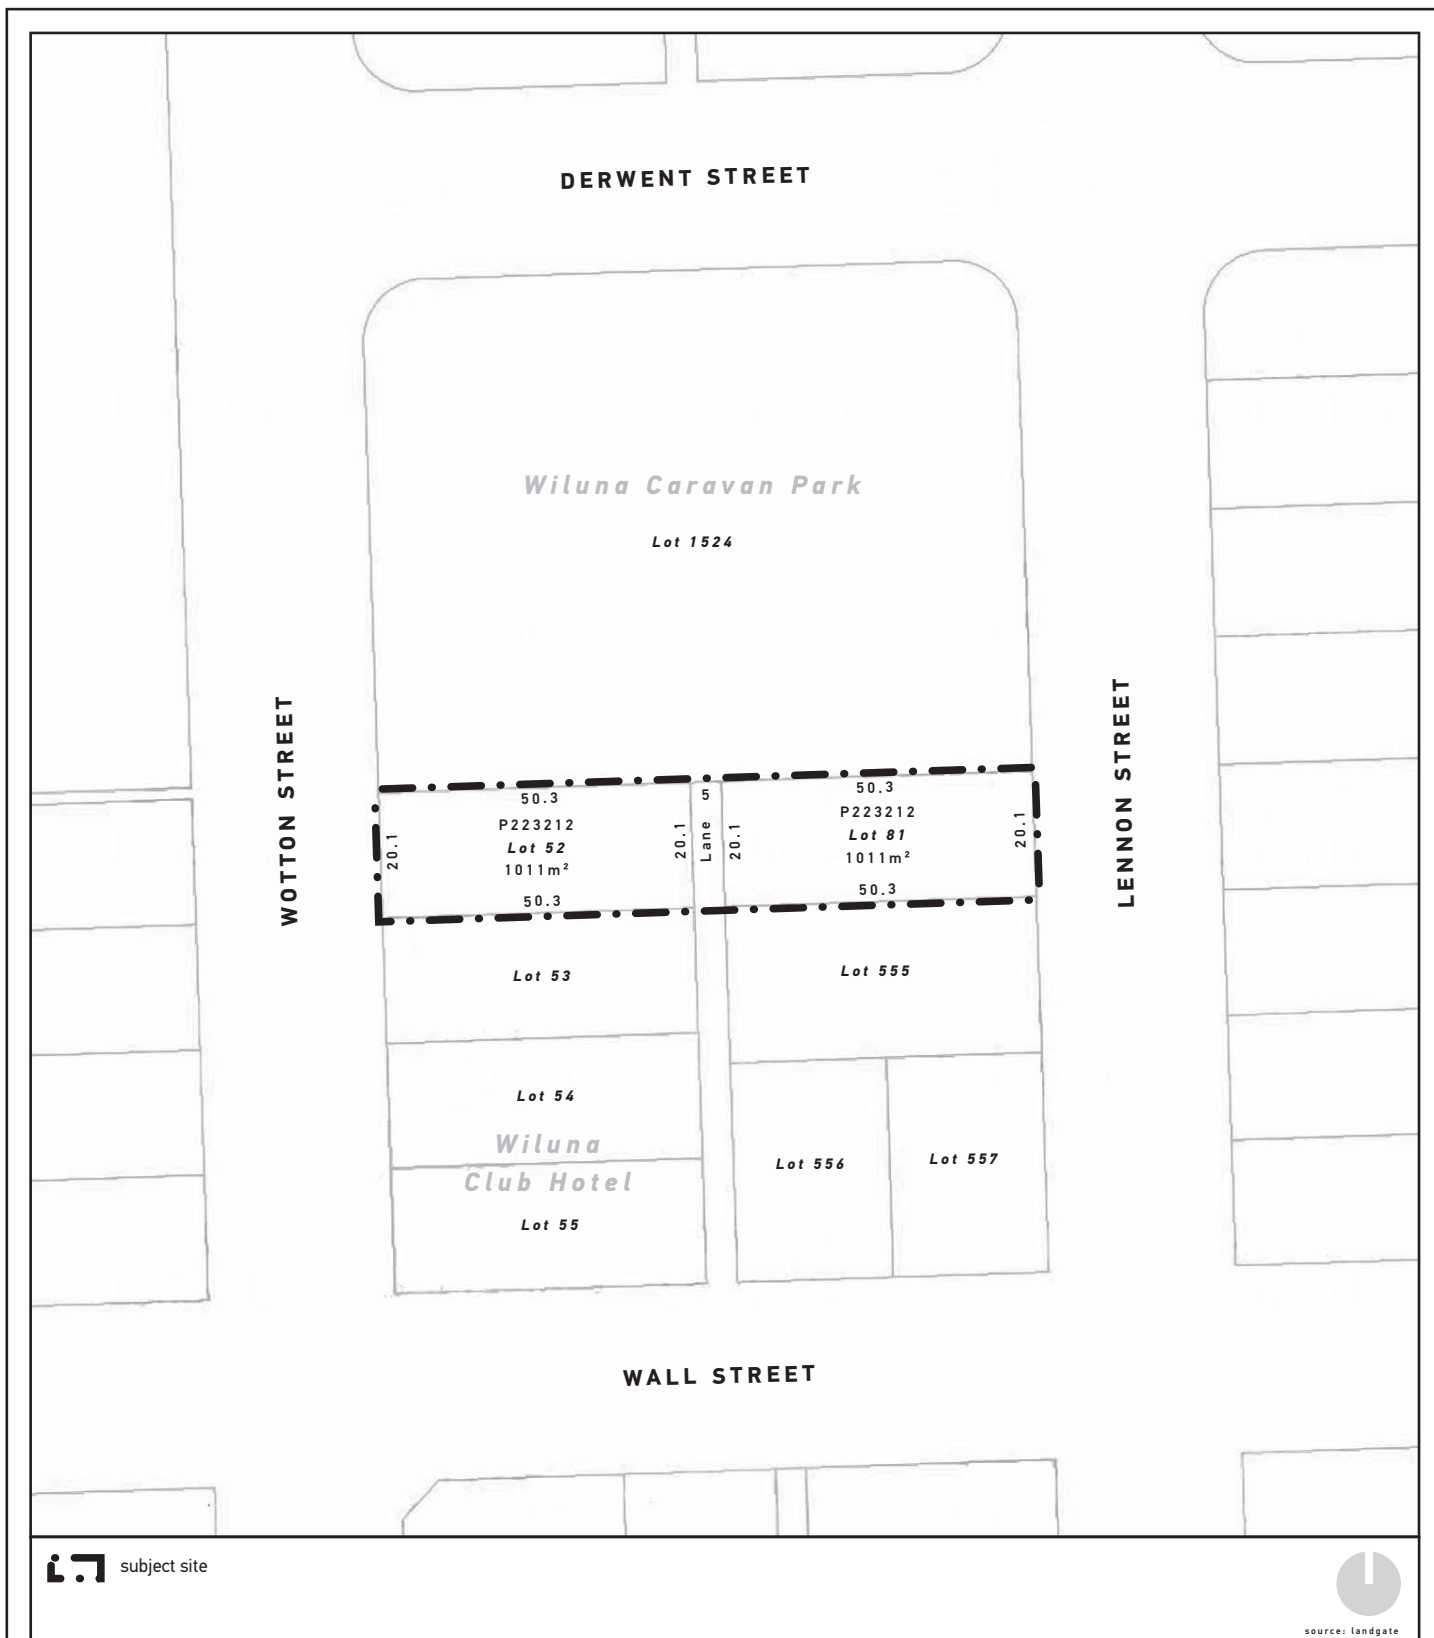 DERWENT STREET
Wiluna Caravan Park
Lot 1524
WOTTON STREET
LENNON STREET
50.3
P223212
Lot 52
1011m²
50.3
20.1
20.1
Lane
5
20.1
50.3
P223212
Lot 81
1011m²
50.3
20.1
Lot 53
Lot 555
Lot 54
Wiluna
Club Hotel
Lot 55
Lot 556
Lot 557
WALL STREET
subject site
source: landgate